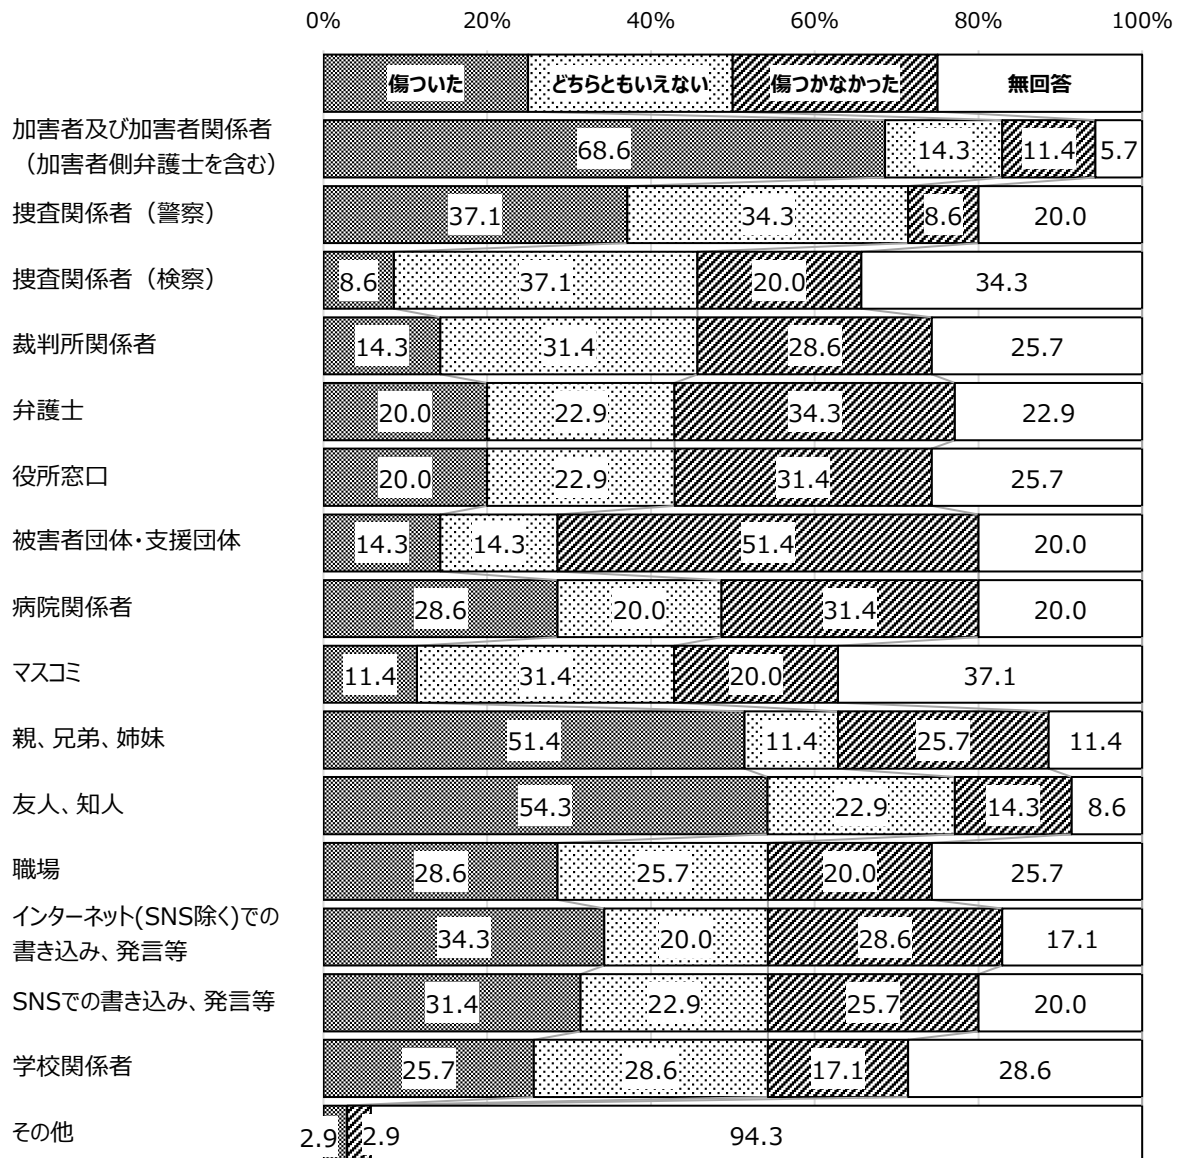 0% 20% 40% 60% 80% 100%
傷ついた どちらともいえない 傷つかなかった 無回答
加害者及び加害者関係者
（加害者側弁護士を含む） 68.6 14.3 11.4 5.7
捜査関係者（警察） 37.1 34.3 8.6 20.0
捜査関係者（検察） 8.6 37.1 20.0 34.3
裁判所関係者 14.3 31.4 28.6 25.7
弁護士 20.0 22.9 34.3 22.9
役所窓口 20.0 22.9 31.4 25.7
被害者団体・支援団体 14.3 14.3 51.4 20.0
病院関係者 28.6 20.0 31.4 20.0
マスコミ 11.4 31.4 20.0 37.1
親、兄弟、姉妹 51.4 11.4 25.7 11.4
友人、知人 54.3 22.9 14.3 8.6
職場 28.6 25.7 20.0 25.7
インターネット(SNS除く)での
書き込み、発言等 34.3 20.0 28.6 17.1
SNSでの書き込み、発言等 31.4 22.9 25.7 20.0
学校関係者 25.7 28.6 17.1 28.6
その他 2.9 2.9 94.3